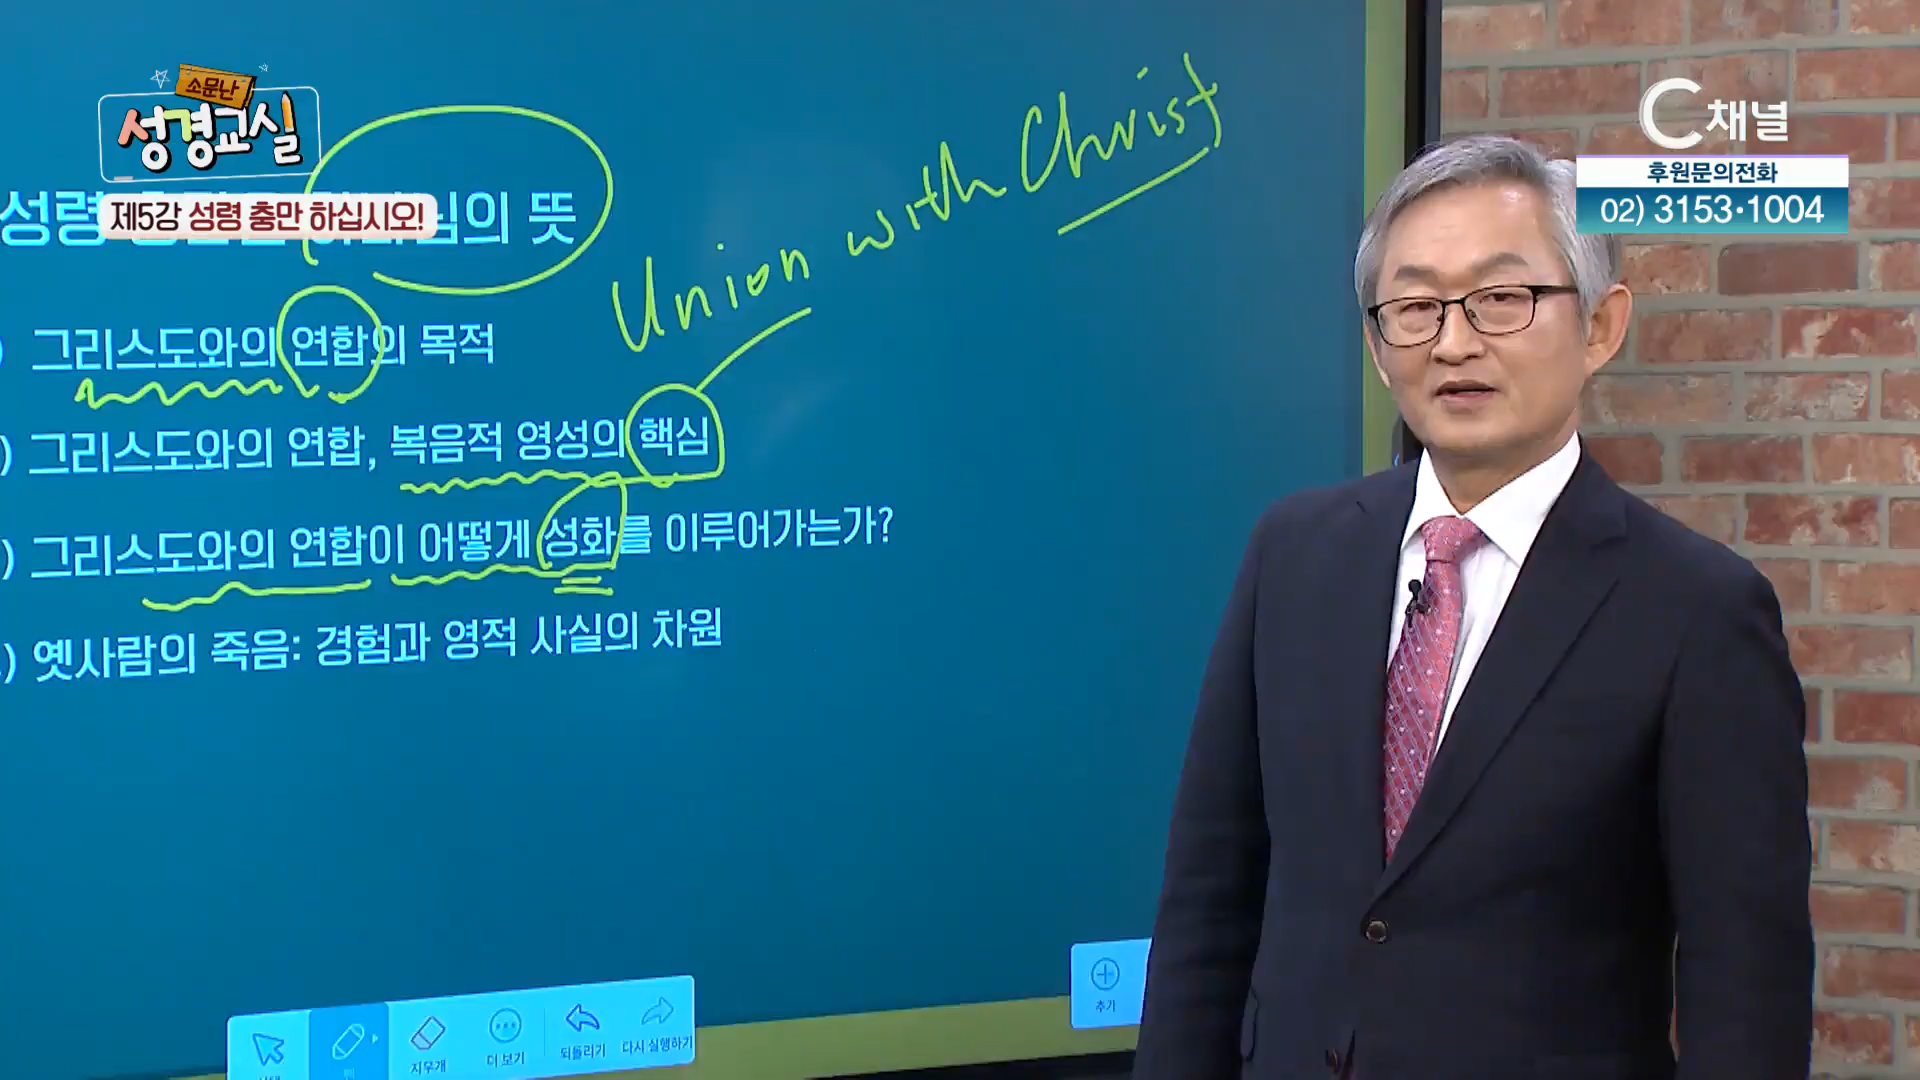 소문난
성경교실
제5강 성령 충만 하십시오!
C채널
후원문의전화
02) 3153·1004
성령 님의 뜻
Union with Christ
) 그리스도와의 연합의 목적
) 그리스도와의 연합, 복음적 영성의 핵심
) 그리스도와의 연합이 어떻게 성화를 이루어가는가?
) 옛사람의 죽음: 경험과 영적 사실의 차원
지우개
더 보기
되돌리기
다시 실행하기
추가